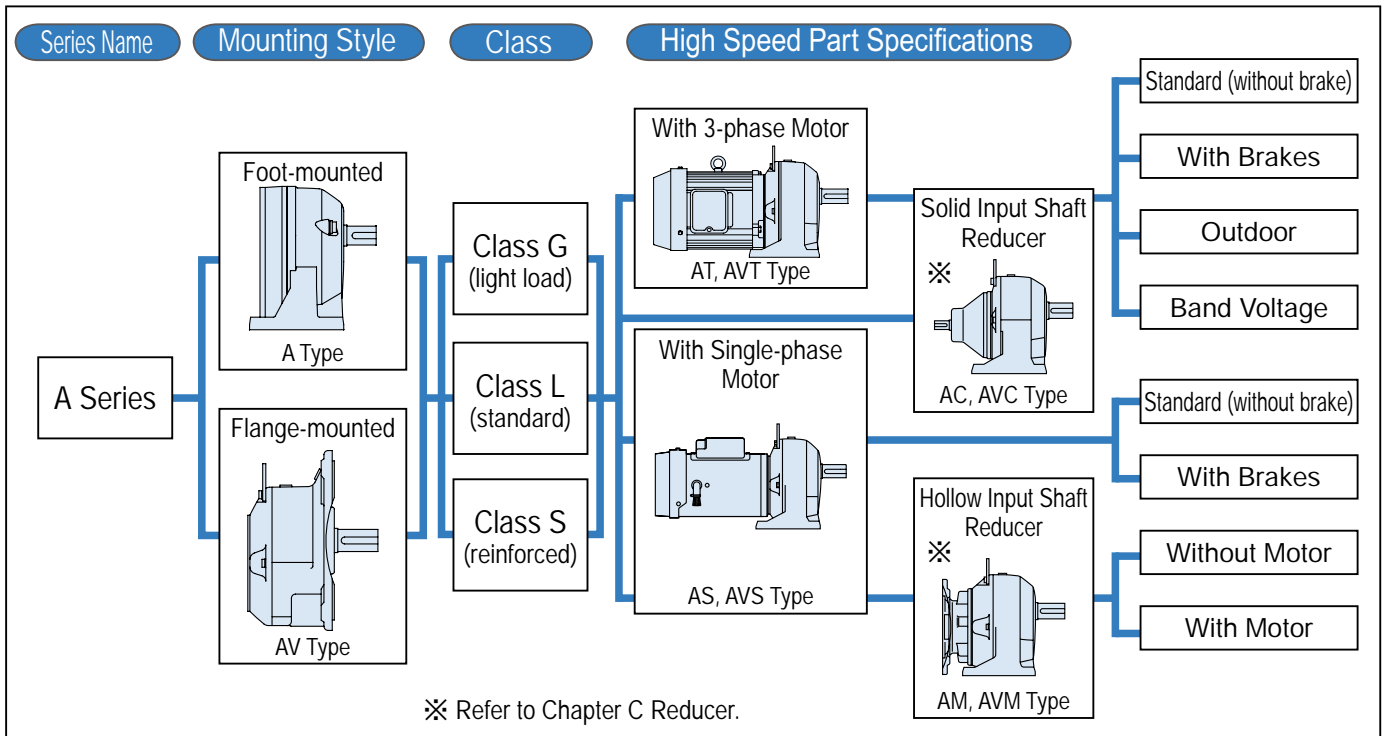 Series Name
Mounting Style
Class
High Speed Part Specifications
A Series
Foot-mounted
A Type
Flange-mounted
AV Type
Class G
(light load)
Class L
(standard)
Class S
(reinforced)
With 3-phase Motor
AT, AVT Type
With Single-phase
Motor
AS, AVS Type
Solid Input Shaft
Reducer
※
AC, AVC Type
Hollow Input Shaft
Reducer
※
AM, AVM Type
Standard (without brake)
With Brakes
Outdoor
Band Voltage
Standard (without brake)
With Brakes
Without Motor
With Motor
※ Refer to Chapter C Reducer.